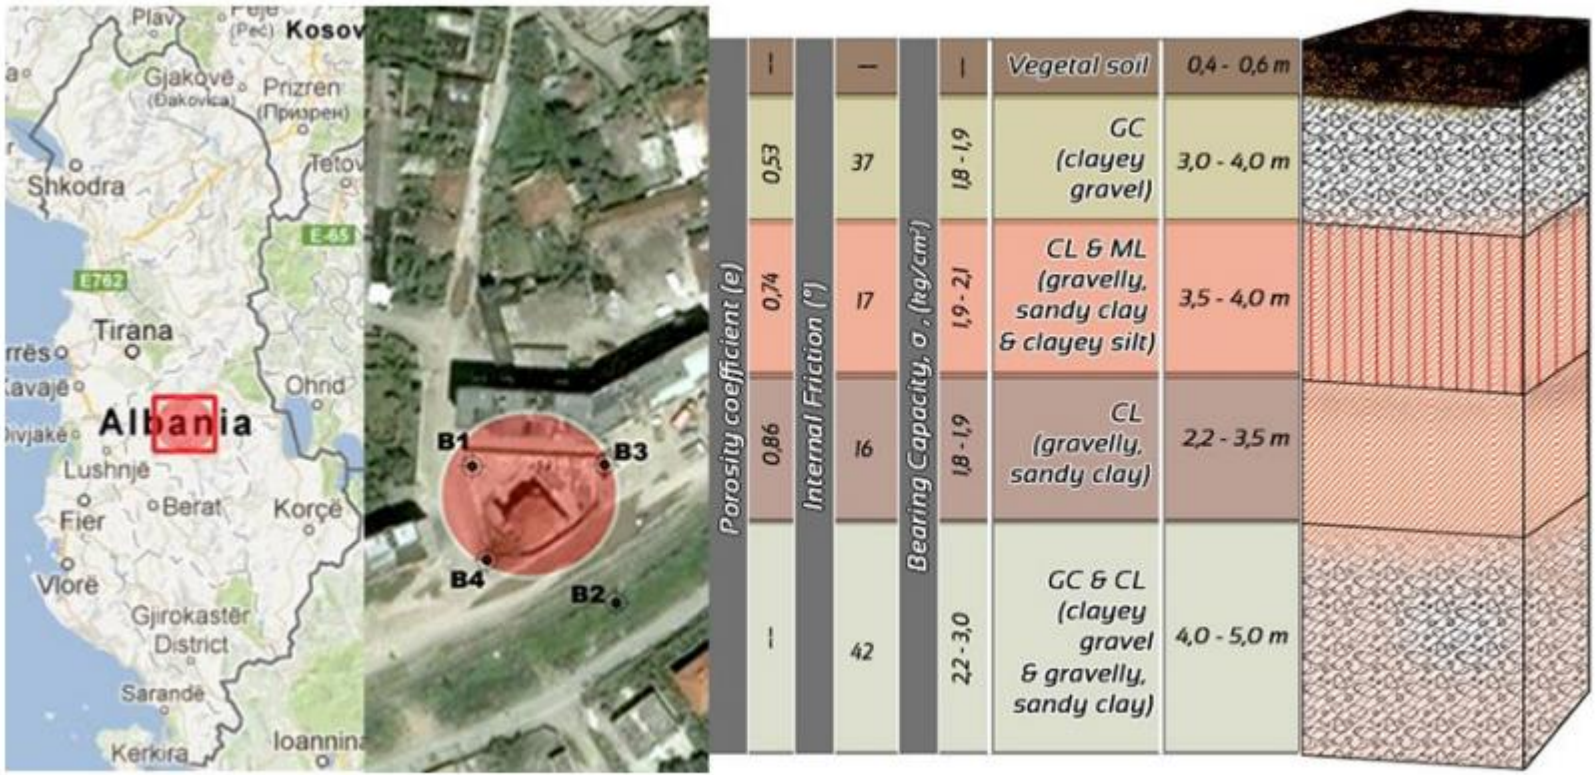 Plav
Peje
(Peć)
Kosov
Gjakovë
(Đakovica)
Prizren
(Призрен)
Tetov
Shkodra
E-65
E762
Tirana
rrës
Kavajë
Ohrid
Albania
Divjakë
Lushnjë
Berat
Fier
Korçë
Vlorë
Gjirokastër
District
Sarandë
Kerkira
Ioannina
B1
B3
B4
B2
Porosity coefficient (e)
Internal Friction (°)
Bearing Capacity, σ, (kg/cm²)
-- — — Vegetal soil 0,4 - 0,6 m
0,53 37 1,8 - 1,9 GC 3,0 - 4,0 m
(clayey
gravel)
0,74 17 1,9 - 2,1 CL & ML 3,5 - 4,0 m
(gravelly,
sandy clay
& clayey silt)
0,86 16 1,8 - 1,9 CL 2,2 - 3,5 m
(gravelly,
sandy clay)
-- 42 2,2 - 3,0 GC & CL 4,0 - 5,0 m
(clayey
gravel
& gravelly,
sandy clay)